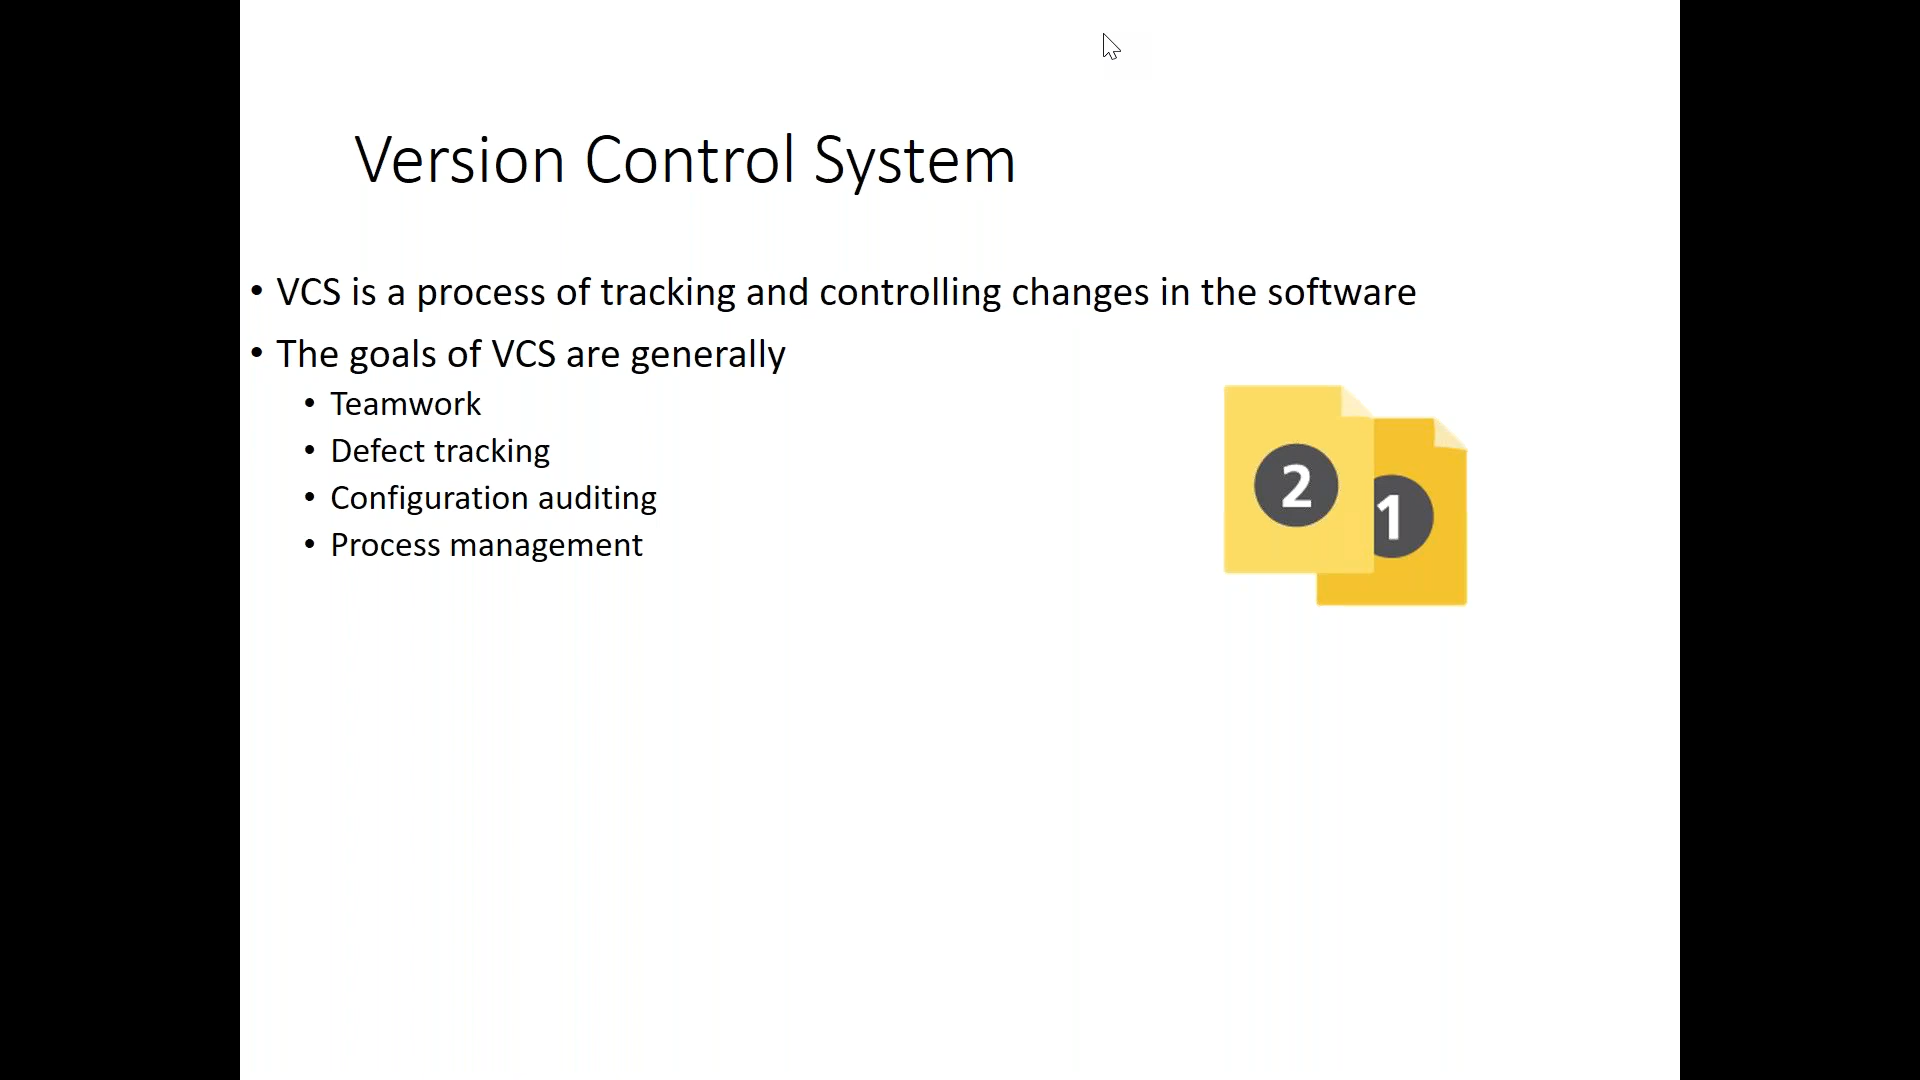 Version Control System
• VCS is a process of tracking and controlling changes in the software
• The goals of VCS are generally
• Teamwork
• Defect tracking
• Configuration auditing
• Process management
2
1